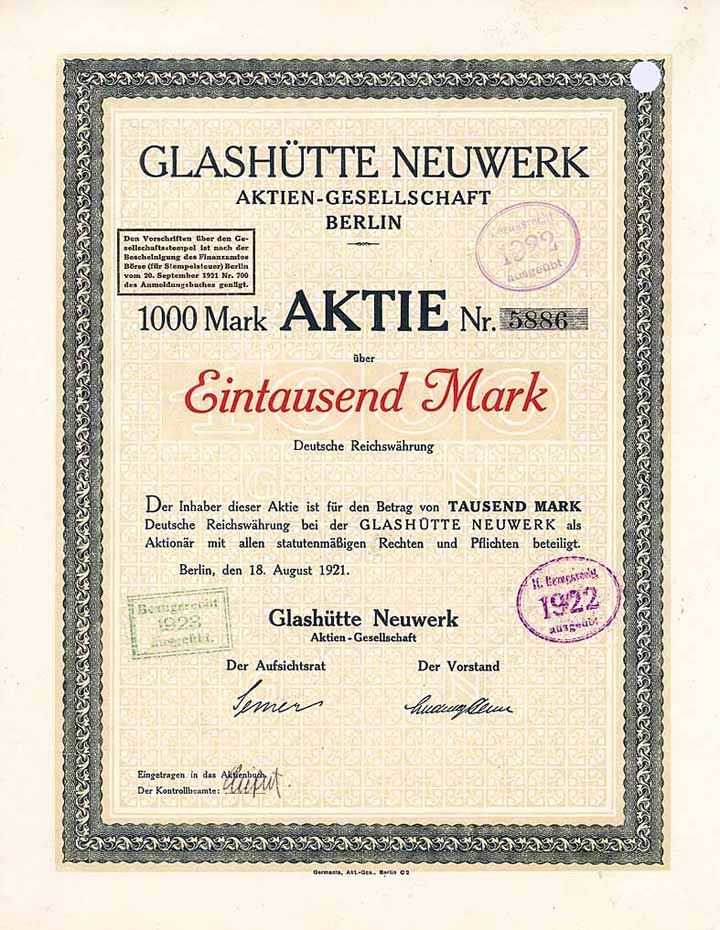 GLASHÜTTE NEUWERK
AKTIEN-GESELLSCHAFT
BERLIN
Den Vorschriften über den Ge-
sellschaftsstempel ist nach der
Bescheinigung des Finanzamtes
Börse (für Stempelsteuer) Berlin
vom 20. September 1921 Nr. 700
des Anmeldungsbuches genügt.
Bezugsrecht
1922
ausgeübt
1000 Mark AKTIE Nr. 5886
über
1000
Eintausend Mark
Deutsche Reichswährung
Der Inhaber dieser Aktie ist für den Betrag von TAUSEND MARK
Deutsche Reichswährung bei der GLASHÜTTE NEUWERK als
Aktionär mit allen statutenmäßigen Rechten und Pflichten beteiligt.
Berlin, den 18. August 1921.
II. Bezugsrecht
1922
ausgeübt
Bezugsrecht
1923
ausgeübt.
Glashütte Neuwerk
Aktien-Gesellschaft
Der Aufsichtsrat
Der Vorstand
Eingetragen in das Aktienbuch
Der Kontrollbeamte:
Germania, Akt.-Ges., Berlin C2